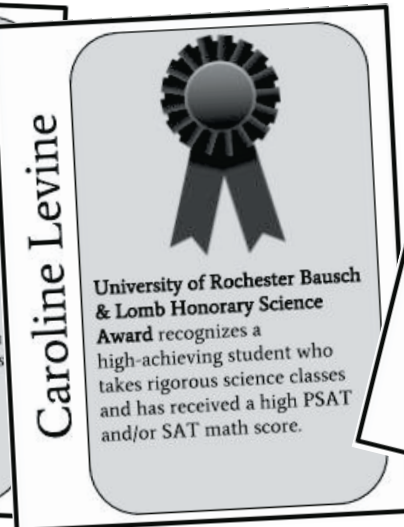 Caroline Levine
University of Rochester Bausch
& Lomb Honorary Science
Award recognizes a
high-achieving student who
takes rigorous science classes
and has received a high PSAT
and/or SAT math score.